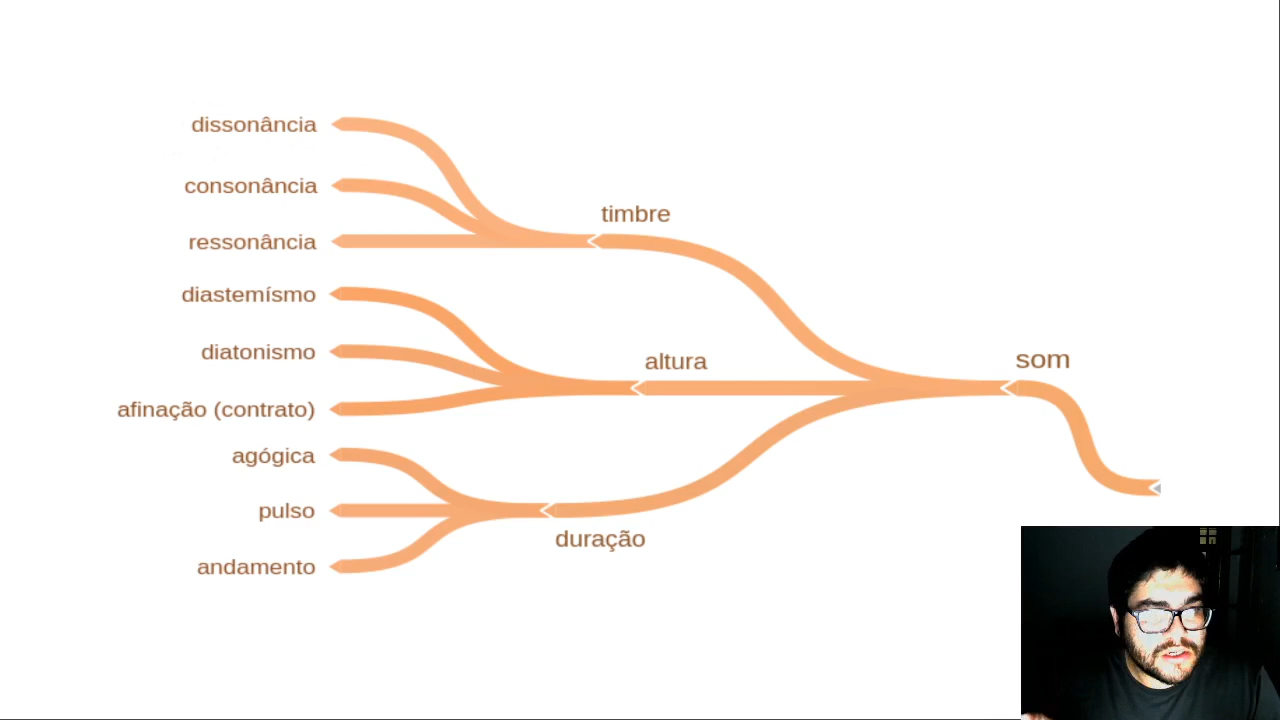 dissonância
consonância
ressonância
timbre
diastemísmo
diatonismo
afinação (contrato)
altura
som
agógica
pulso
andamento
duração